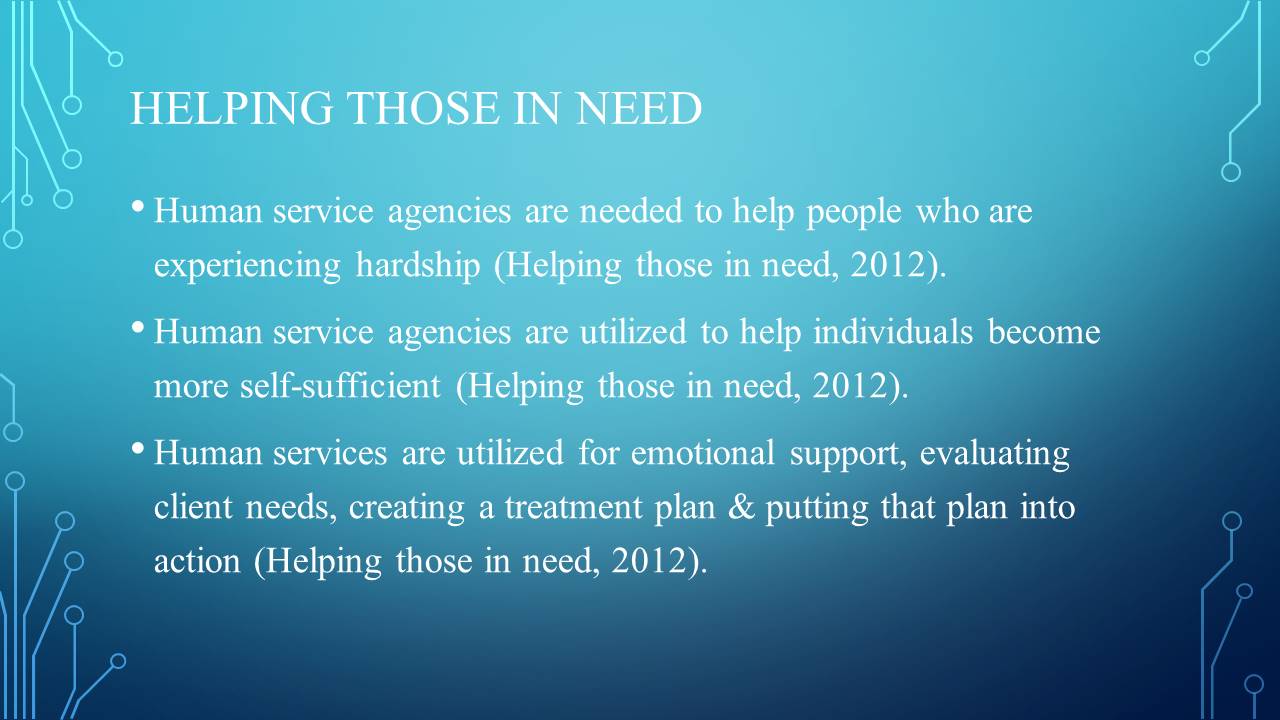 HELPING THOSE IN NEED
• Human service agencies are needed to help people who are
experiencing hardship (Helping those in need, 2012).
• Human service agencies are utilized to help individuals become
more self-sufficient (Helping those in need, 2012).
• Human services are utilized for emotional support, evaluating
client needs, creating a treatment plan & putting that plan into
action (Helping those in need, 2012).